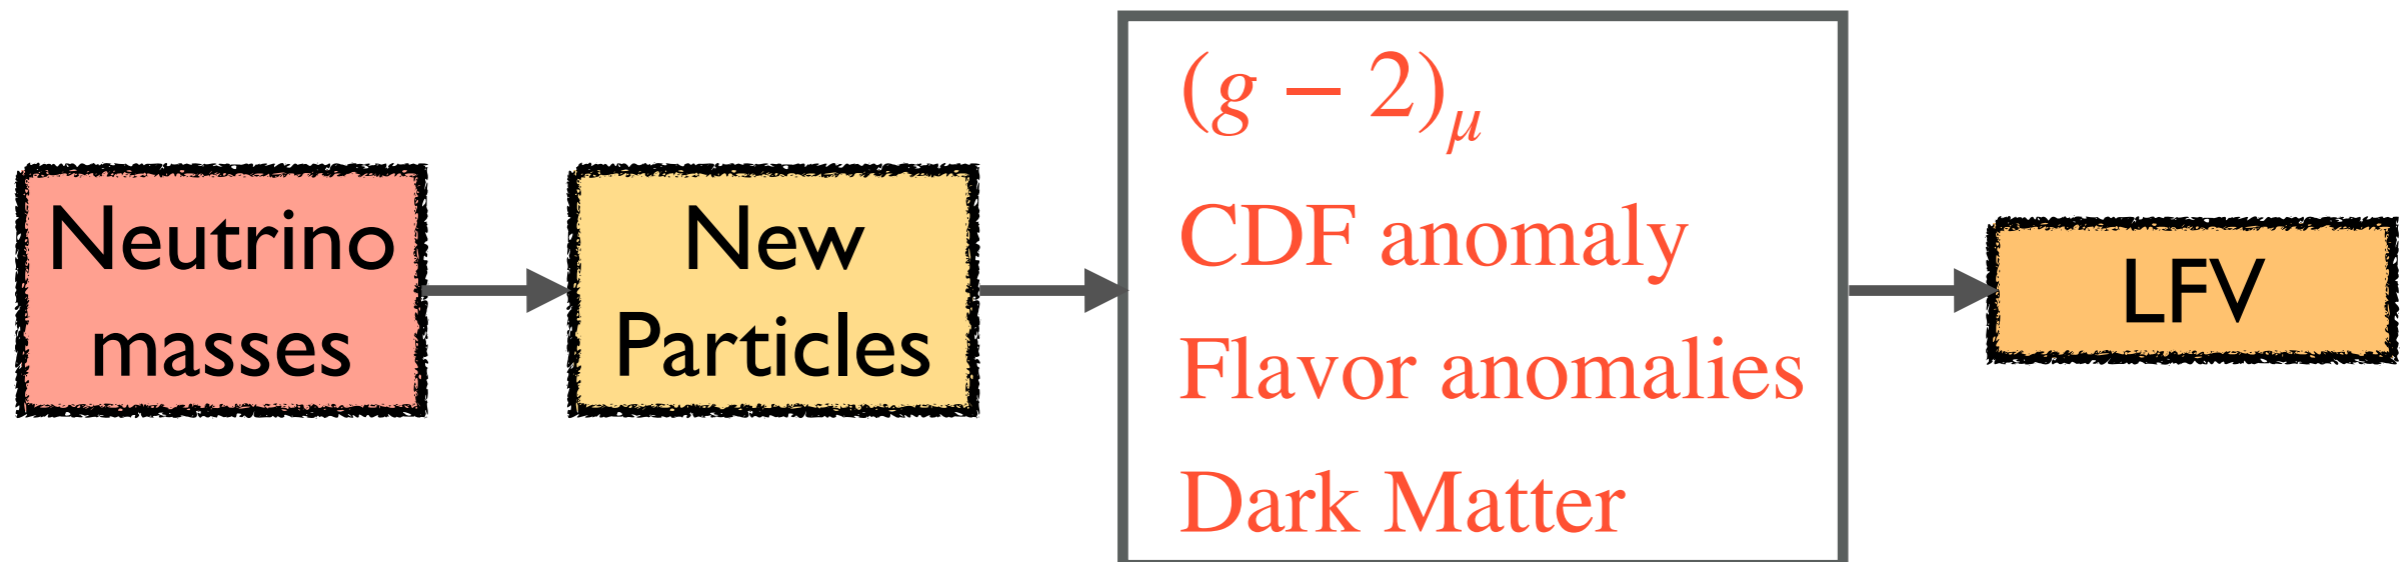 Neutrino
masses
New
Particles
(g − 2)μ
CDF anomaly
Flavor anomalies
Dark Matter
LFV